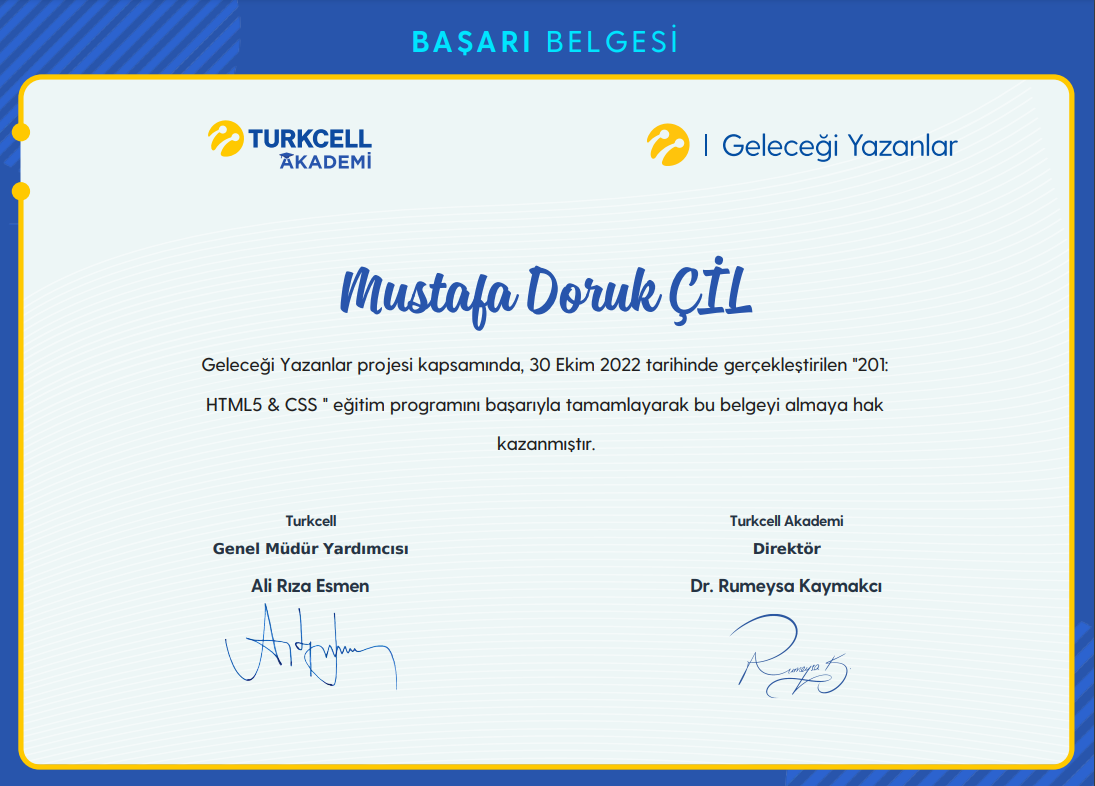 BAŞARI BELGESİ
TURKCELL
AKADEMİ
| Geleceği Yazanlar
Mustafa Doruk ÇİL
Geleceği Yazanlar projesi kapsamında, 30 Ekim 2022 tarihinde gerçekleştirilen "201:
HTML5 & CSS " eğitim programını başarıyla tamamlayarak bu belgeyi almaya hak
kazanmıştır.
Turkcell
Genel Müdür Yardımcısı
Ali Rıza Esmen
Turkcell Akademi
Direktör
Dr. Rumeysa Kaymakcı
Rumeysa K